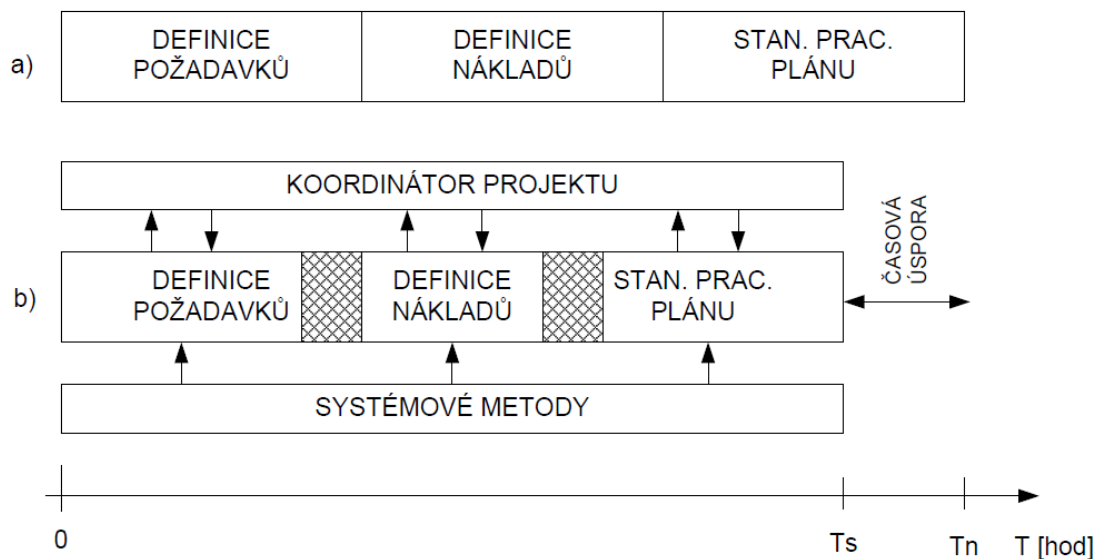 a)
DEFINICE
POŽADAVKŮ
DEFINICE
NÁKLADŮ
STAN. PRAC.
PLÁNU
KOORDINÁTOR PROJEKTU
ČASOVÁ
ÚSPORA
b)
DEFINICE
POŽADAVKŮ
DEFINICE
NÁKLADŮ
STAN. PRAC.
PLÁNU
SYSTÉMOVÉ METODY
0
Ts
Tn
T [hod]